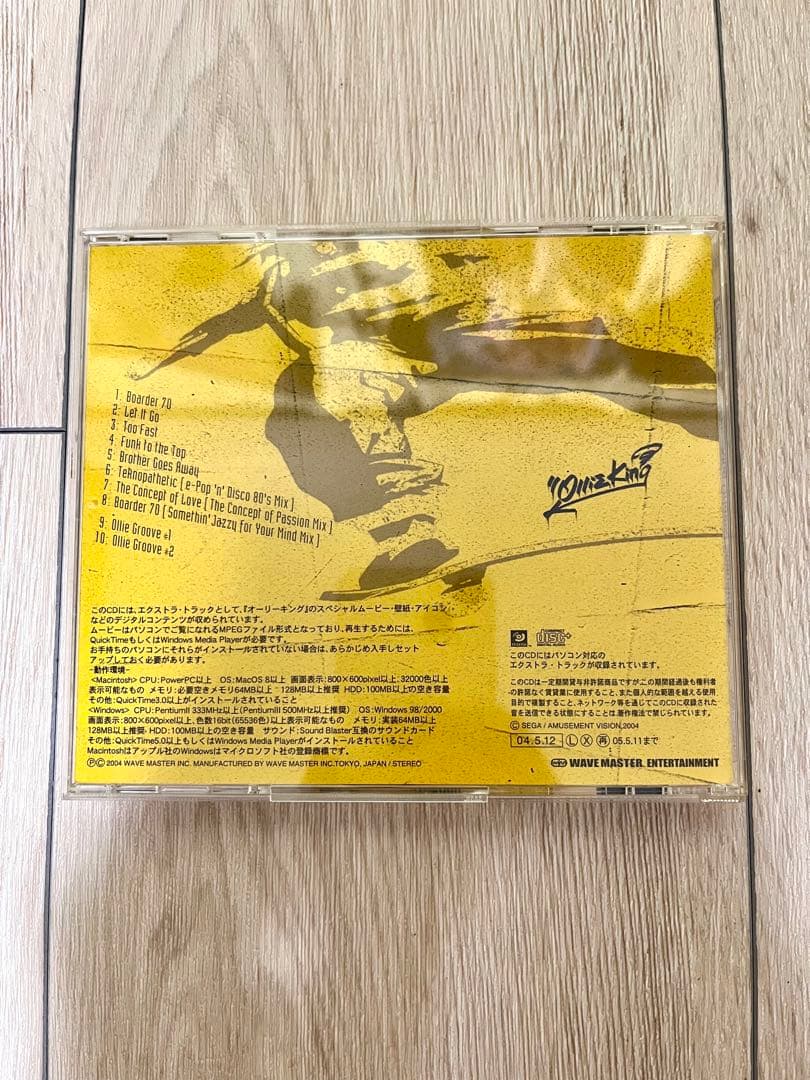 1: Boarder 70
2: Let It Go
3: Too Fast
4: Funk to the Top
5: Brother Goes Away
6: TeKnopathetic [ e-Pop 'n' Disco 80's Mix ]
7: The Concept of Love [ The Concept of Passion Mix ]
8: Boarder 70 [ Somethin' Jazzy for Your Mind Mix ]
9: Ollie Groove #1
10: Ollie Groove #2
Ollie King
このCDには、エクストラ・トラックとして、『オーリーキング』のスペシャルムービー・壁紙・アイコン
などのデジタルコンテンツが収められています。
ムービーはパソコンでご覧になれるMPEGファイル形式となっており、再生するためには、
QuickTimeもしくはWindows Media Playerが必要です。
お手持ちのパソコンにそれらがインストールされていない場合は、あらかじめ入手しセット
アップしておく必要があります。
-動作環境-
<Macintosh> CPU:PowerPC以上 OS:MacOS 8以上 画面表示:800×600pixel以上、32000色以上
表示可能なもの メモリ:必要空きメモリ64MB以上 128MB以上推奨 HDD:100MB以上の空き容量
その他:QuickTime3.0以上がインストールされていること
<Windows> CPU:PentiumII 333MHz以上(PentiumIII 500MHz以上推奨) OS:Windows 98/2000
画面表示:800×600pixel以上、色数16bit(65536色)以上表示可能なもの メモリ:実装64MB以上
128MB以上推奨 HDD:100MB以上の空き容量 サウンド:Sound Blaster互換のサウンドカード
その他:QuickTime5.0以上もしくはWindows Media Playerがインストールされていること
Macintoshはアップル社のWindowsはマイクロソフト社の登録商標です。
ⓅⒸ 2004 WAVE MASTER INC. MANUFACTURED BY WAVE MASTER INC.TOKYO, JAPAN / STEREO
disc+
このCDにはパソコン対応の
エクストラ・トラックが収録されています。
このCDは一定期間貸与非許諾商品ですが、この期間経過後も権利者
の許諾なく賃貸業に使用すること、また個人的な範囲を越える使用
目的で複製すること、ネットワーク等を通じてこのCDに収録された
音を送信できる状態にすることは、著作権法で禁じられています。
Ⓒ SEGA / AMUSEMENT VISION, 2004
04.5.12 Ⓛ Ⓧ ㊢ 05.5.11まで
WAVE MASTER ENTERTAINMENT